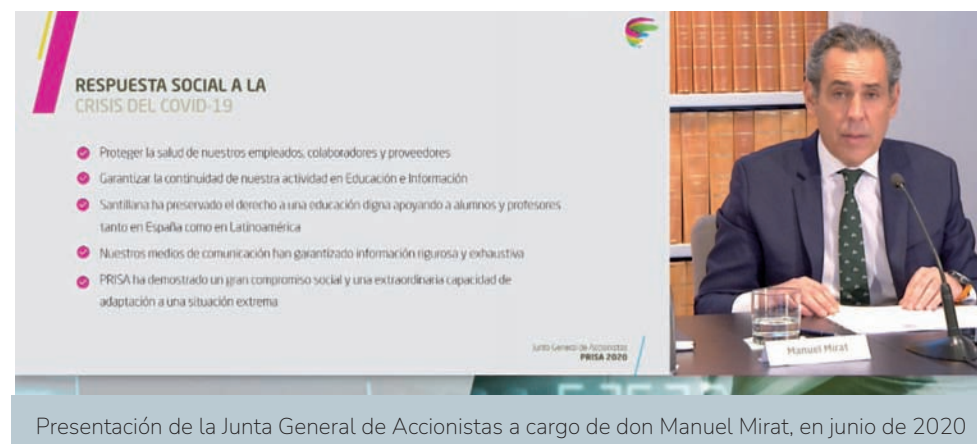 RESPUESTA SOCIAL A LA
CRISIS DEL COVID-19
Proteger la salud de nuestros empleados, colaboradores y proveedores
Garantizar la continuidad de nuestra actividad en Educación e Información
Santillana ha preservado el derecho a una educación digna apoyando a alumnos y profesores
tanto en España como en Latinoamérica
Nuestros medios de comunicación han garantizado información rigurosa y exhaustiva
PRISA ha demostrado un gran compromiso social y una extraordinaria capacidad de
adaptación a una situación extrema
Junta General de Accionistas
PRISA 2020
Manuel Mirat
Presentación de la Junta General de Accionistas a cargo de don Manuel Mirat, en junio de 2020